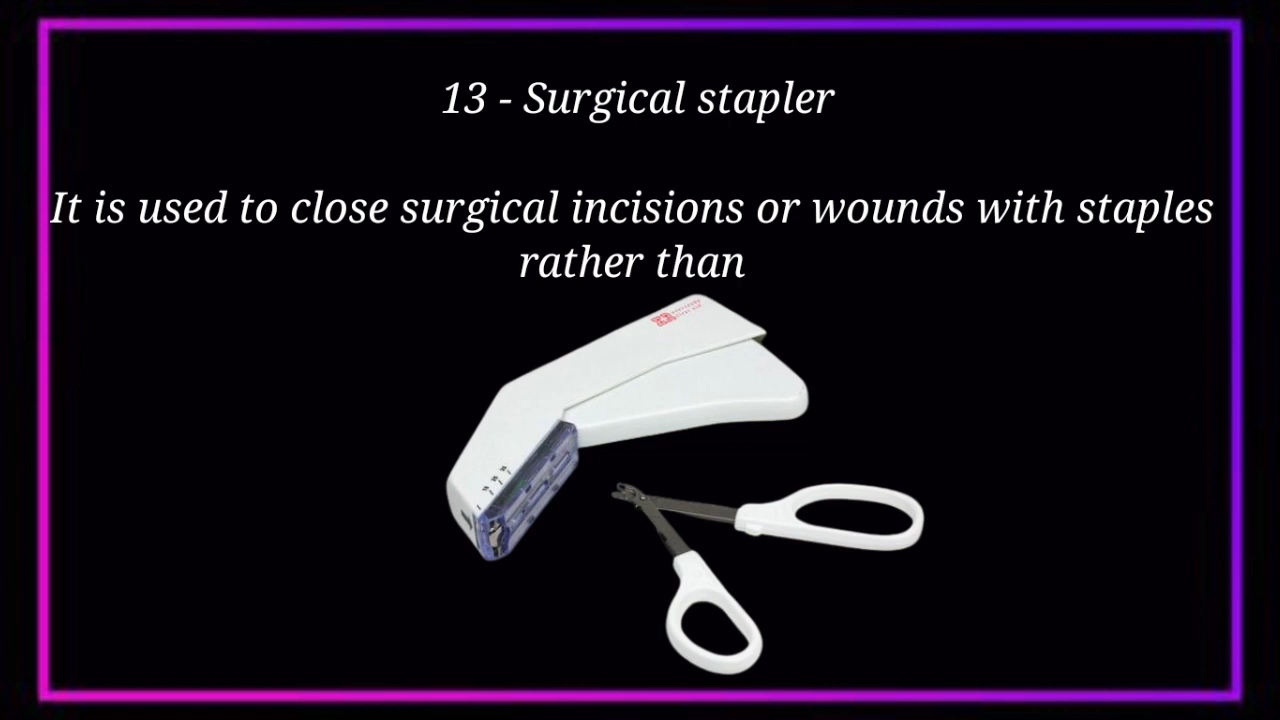 13 - Surgical stapler
It is used to close surgical incisions or wounds with staples
rather than